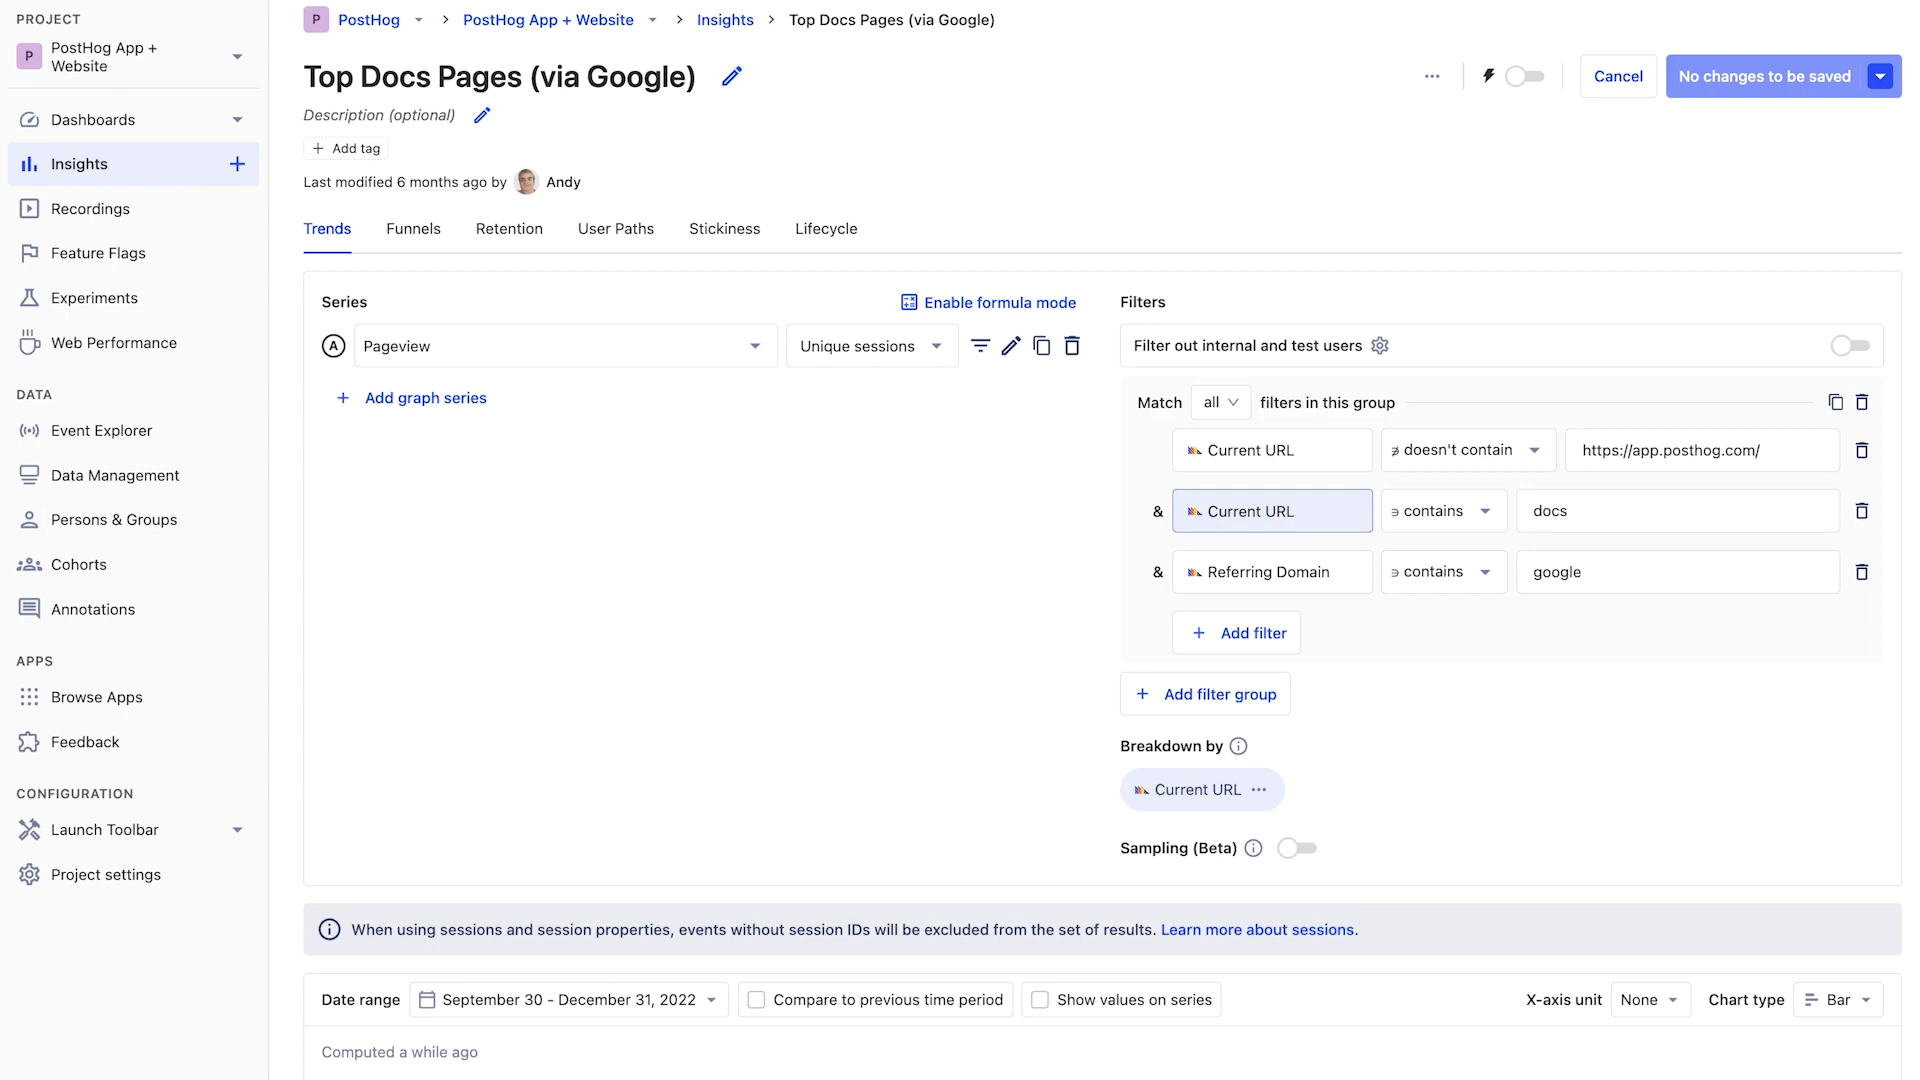 PROJECT
P PostHog App +
Website
Dashboards
Insights
Recordings
Feature Flags
Experiments
Web Performance
DATA
Event Explorer
Data Management
Persons & Groups
Cohorts
Annotations
APPS
Browse Apps
Feedback
CONFIGURATION
Launch Toolbar
Project settings
P PostHog > PostHog App + Website > Insights > Top Docs Pages (via Google)
Top Docs Pages (via Google)
Cancel
No changes to be saved
Description (optional)
+ Add tag
Last modified 6 months ago by Andy
Trends Funnels Retention User Paths Stickiness Lifecycle
Series
Enable formula mode
A Pageview Unique sessions
+ Add graph series
Filters
Filter out internal and test users
Match all filters in this group
Current URL ∌ doesn't contain https://app.posthog.com/
& Current URL ∋ contains docs
& Referring Domain ∋ contains google
+ Add filter
+ Add filter group
Breakdown by
Current URL ···
Sampling (Beta)
When using sessions and session properties, events without session IDs will be excluded from the set of results. Learn more about sessions.
Date range September 30 - December 31, 2022 Compare to previous time period Show values on series X-axis unit None Chart type Bar
Computed a while ago